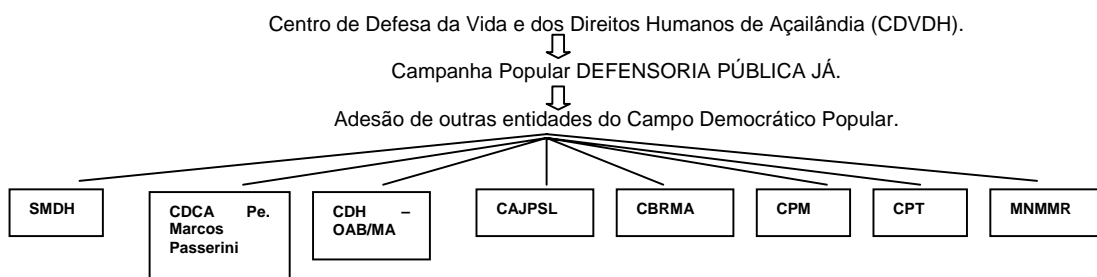 Centro de Defesa da Vida e dos Direitos Humanos de Açailândia (CDVDH).
Campanha Popular DEFENSORIA PÚBLICA JÁ.
Adesão de outras entidades do Campo Democrático Popular.
SMDH
CDCA Pe.
Marcos
Passerini
CDH –
OAB/MA
CAJPSL
CBRMA
CPM
CPT
MNMMR